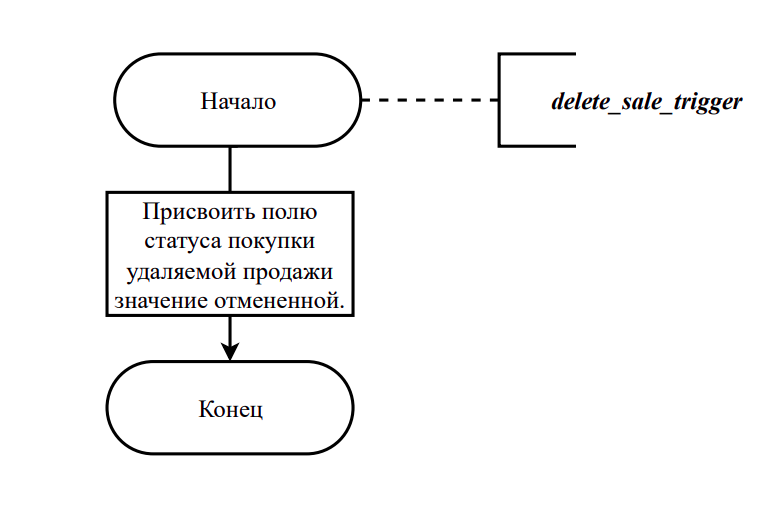 Начало
delete_sale_trigger
Присвоить полю
статуса покупки
удаляемой продажи
значение отмененной.
Конец